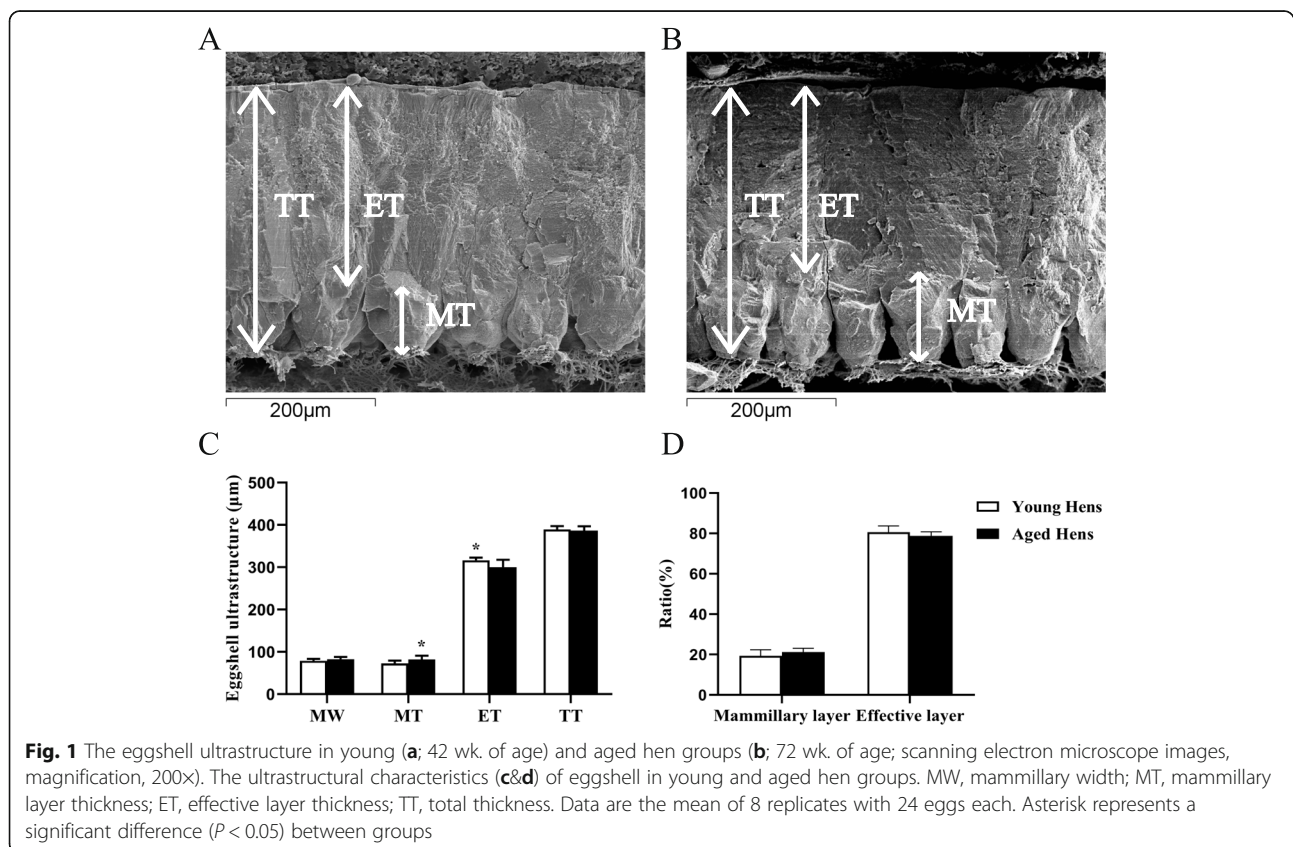 A
B
TT
ET
MT
TT
ET
MT
200µm
200µm
C
D
Eggshell ultrastructure (µm)
500
400
300
200
100
0
*
*
MW
MT
ET
TT
Ratio(%)
100
80
60
40
20
0
Mammillary layer
Effective layer
Young Hens
Aged Hens
Fig. 1 The eggshell ultrastructure in young (a; 42 wk. of age) and aged hen groups (b; 72 wk. of age; scanning electron microscope images,
magnification, 200×). The ultrastructural characteristics (c&d) of eggshell in young and aged hen groups. MW, mammillary width; MT, mammillary
layer thickness; ET, effective layer thickness; TT, total thickness. Data are the mean of 8 replicates with 24 eggs each. Asterisk represents a
significant difference (P < 0.05) between groups